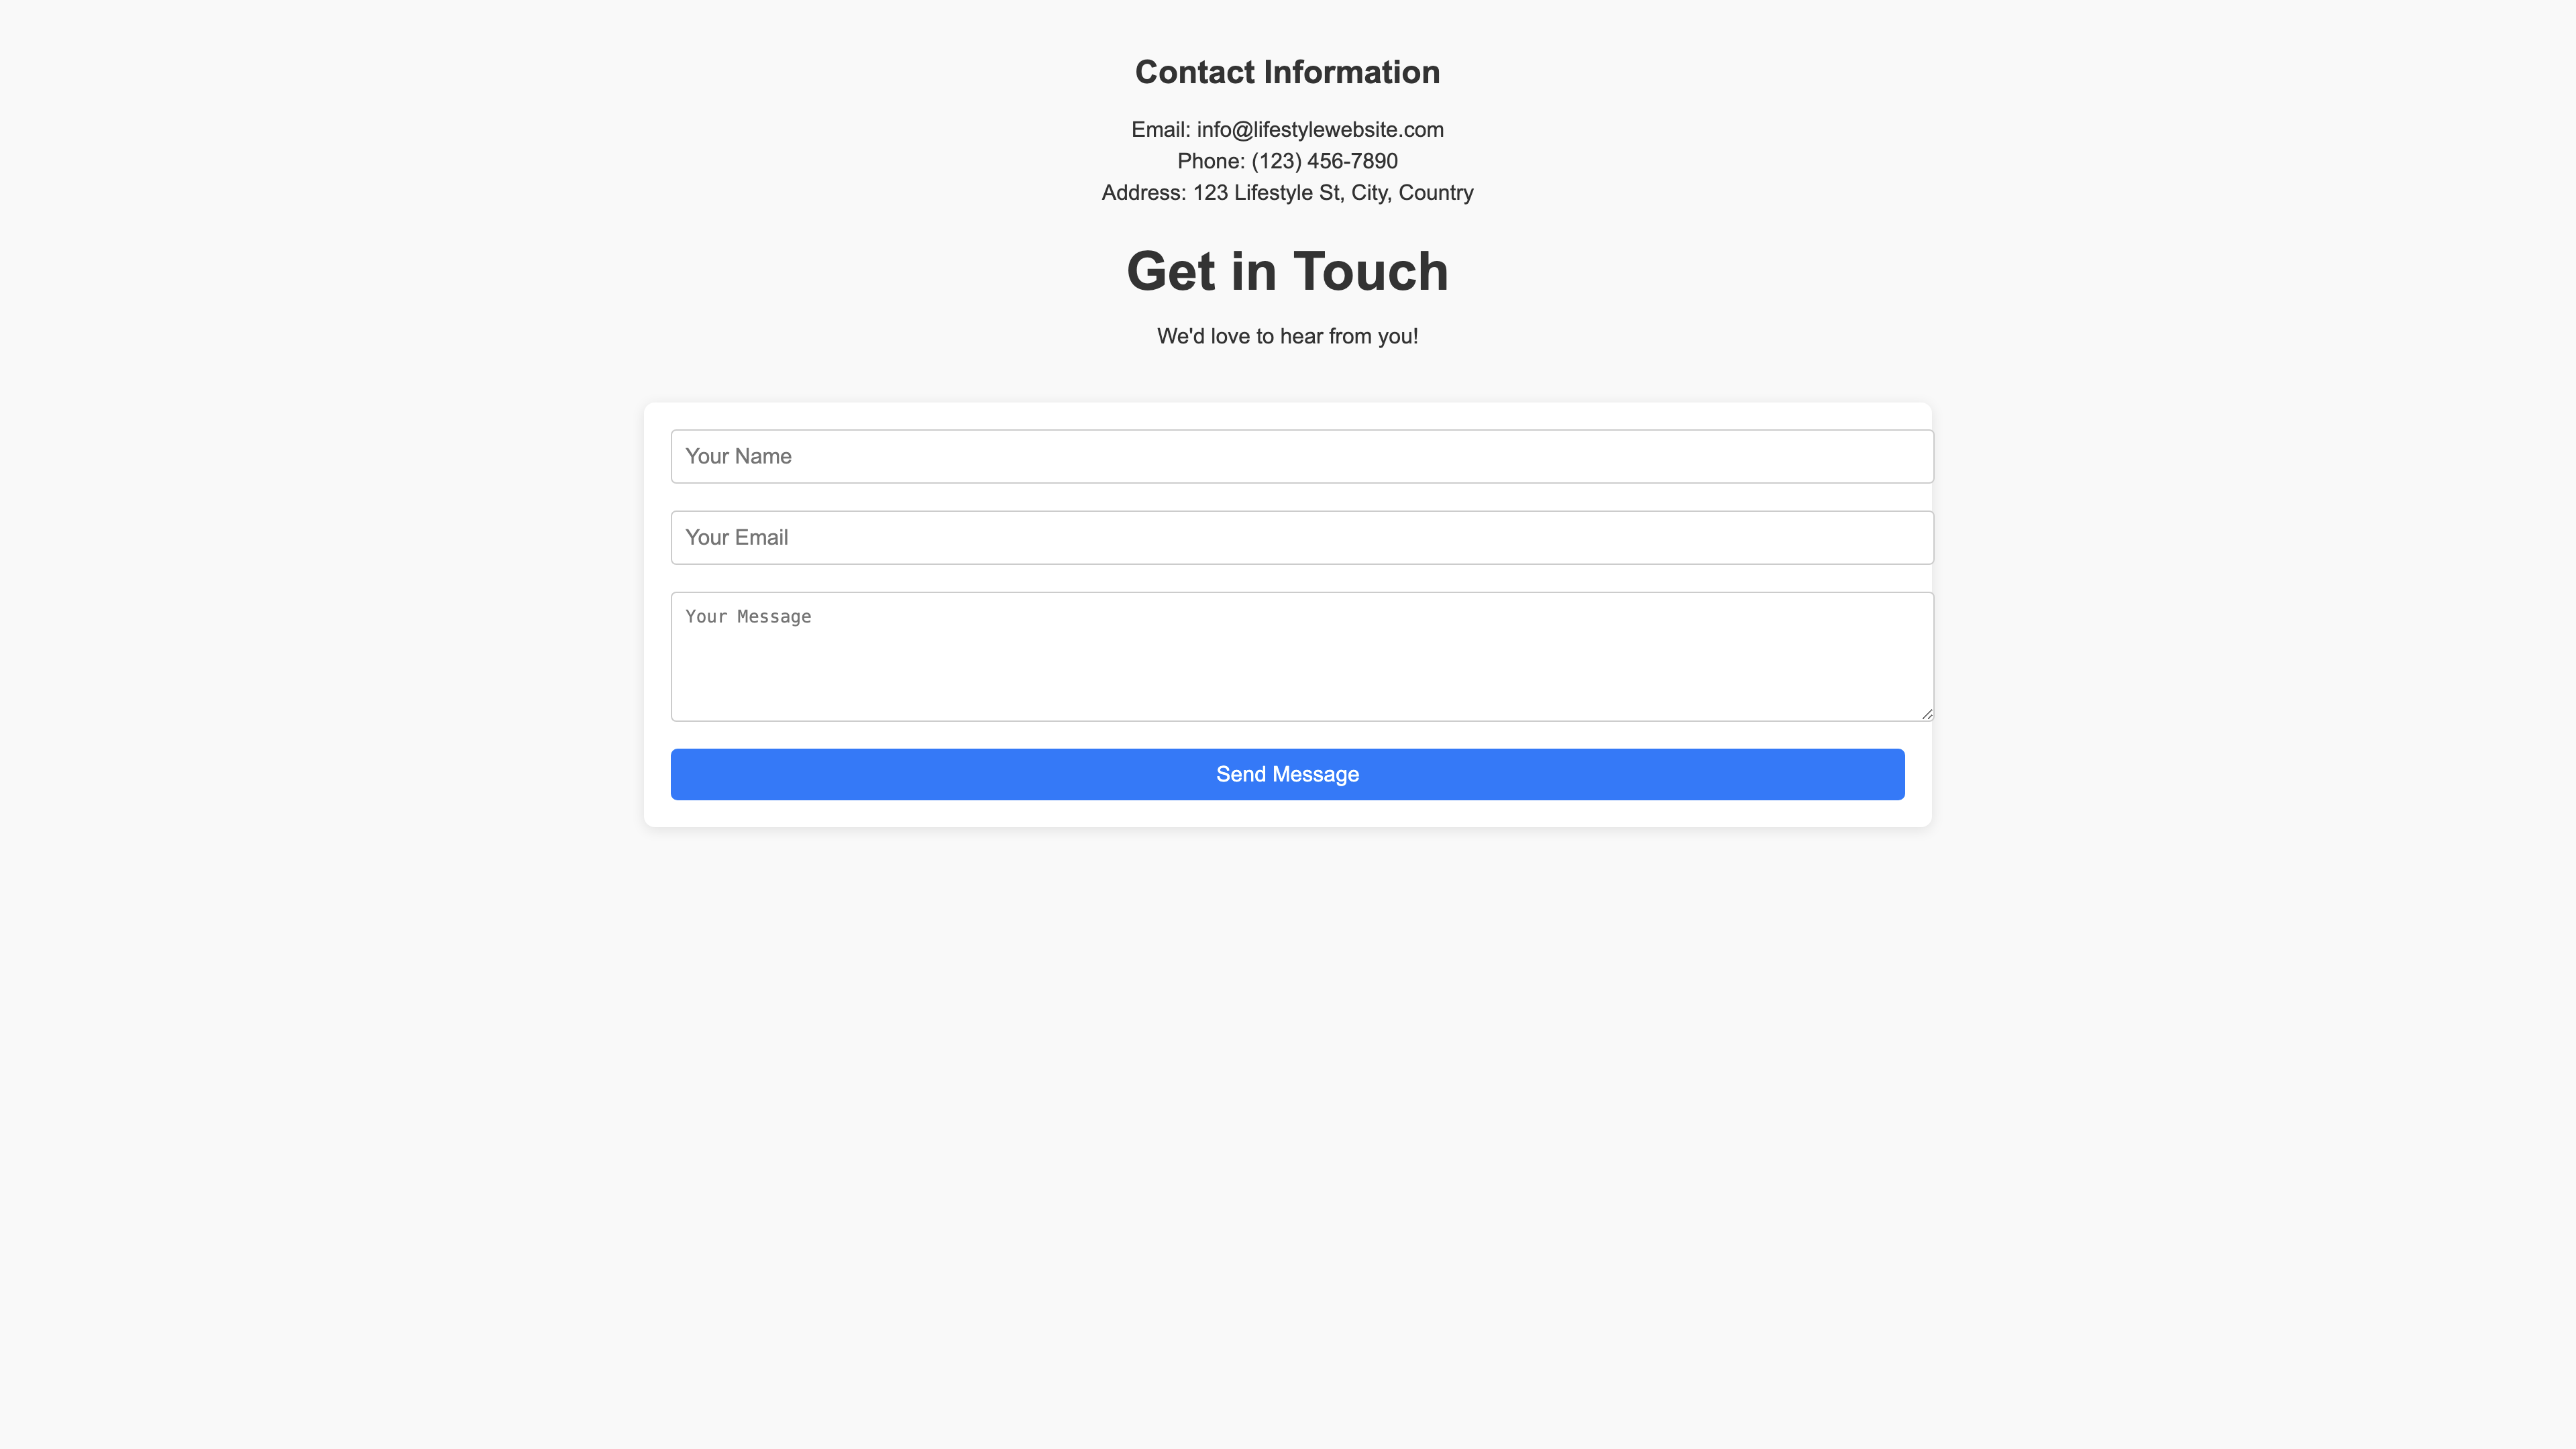 Contact Information
Email: info@lifestylewebsite.com
Phone: (123) 456-7890
Address: 123 Lifestyle St, City, Country
Get in Touch
We'd love to hear from you!
Your Name
Your Email
Your Message
Send Message